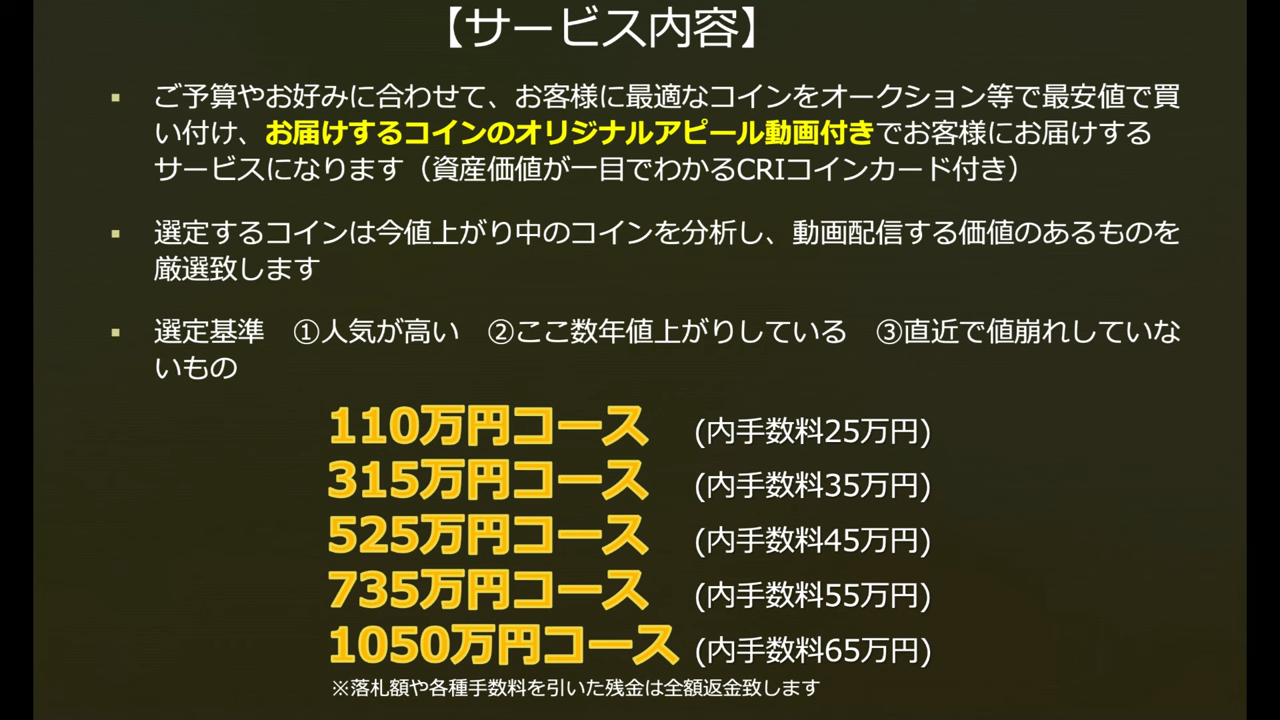 【サービス内容】
▪ ご予算やお好みに合わせて、お客様に最適なコインをオークション等で最安値で買
い付け、お届けするコインのオリジナルアピール動画付きでお客様にお届けする
サービスになります（資産価値が一目でわかるCRIコインカード付き）
▪ 選定するコインは今値上がり中のコインを分析し、動画配信する価値のあるものを
厳選致します
▪ 選定基準　①人気が高い　②ここ数年値上がりしている　③直近で値崩れしていな
いもの
110万円コース (内手数料25万円)
315万円コース (内手数料35万円)
525万円コース (内手数料45万円)
735万円コース (内手数料55万円)
1050万円コース (内手数料65万円)
※落札額や各種手数料を引いた残金は全額返金致します